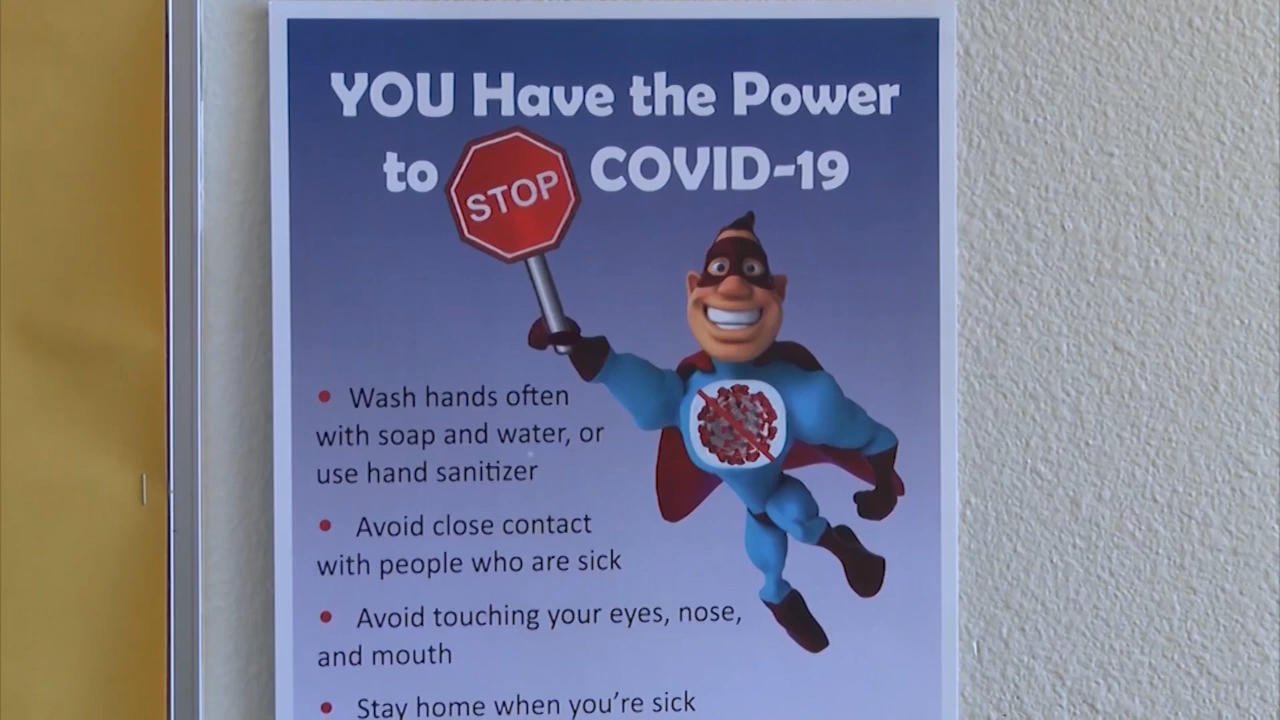 YOU Have the Power
to STOP COVID-19
• Wash hands often
with soap and water, or
use hand sanitizer
• Avoid close contact
with people who are sick
• Avoid touching your eyes, nose,
and mouth
• Stay home when you're sick